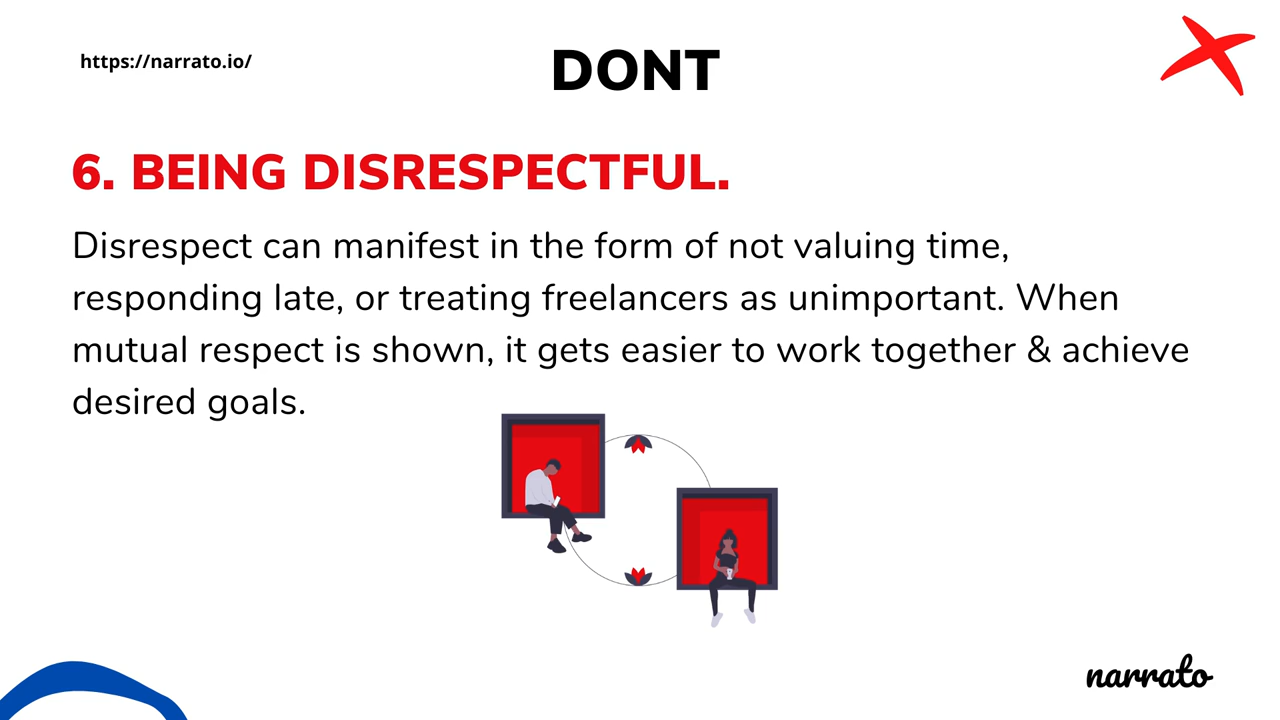 https://narrato.io/
DONT
6. BEING DISRESPECTFUL.
Disrespect can manifest in the form of not valuing time,
responding late, or treating freelancers as unimportant. When
mutual respect is shown, it gets easier to work together & achieve
desired goals.
narrato